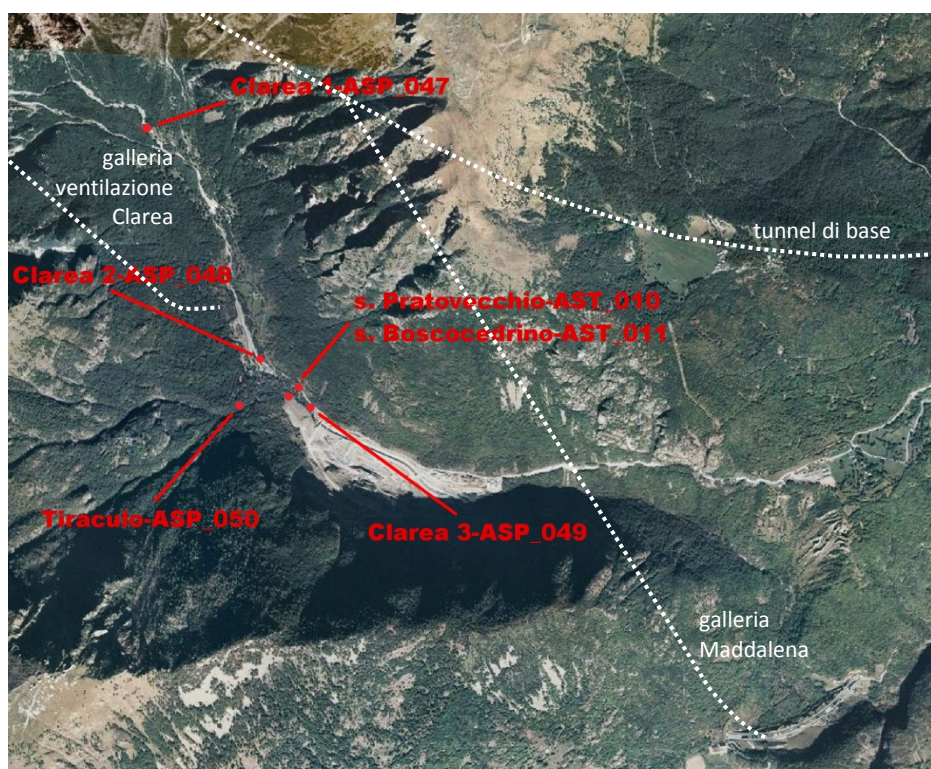 Clarea 1-ASP_047
galleria
ventilazione
Clarea
tunnel di base
Clarea 2-ASP_048
s. Pratovecchio-AST_010
s. Boscocedrino-AST_011
Tiraculo-ASP_050
Clarea 3-ASP_049
galleria
Maddalena